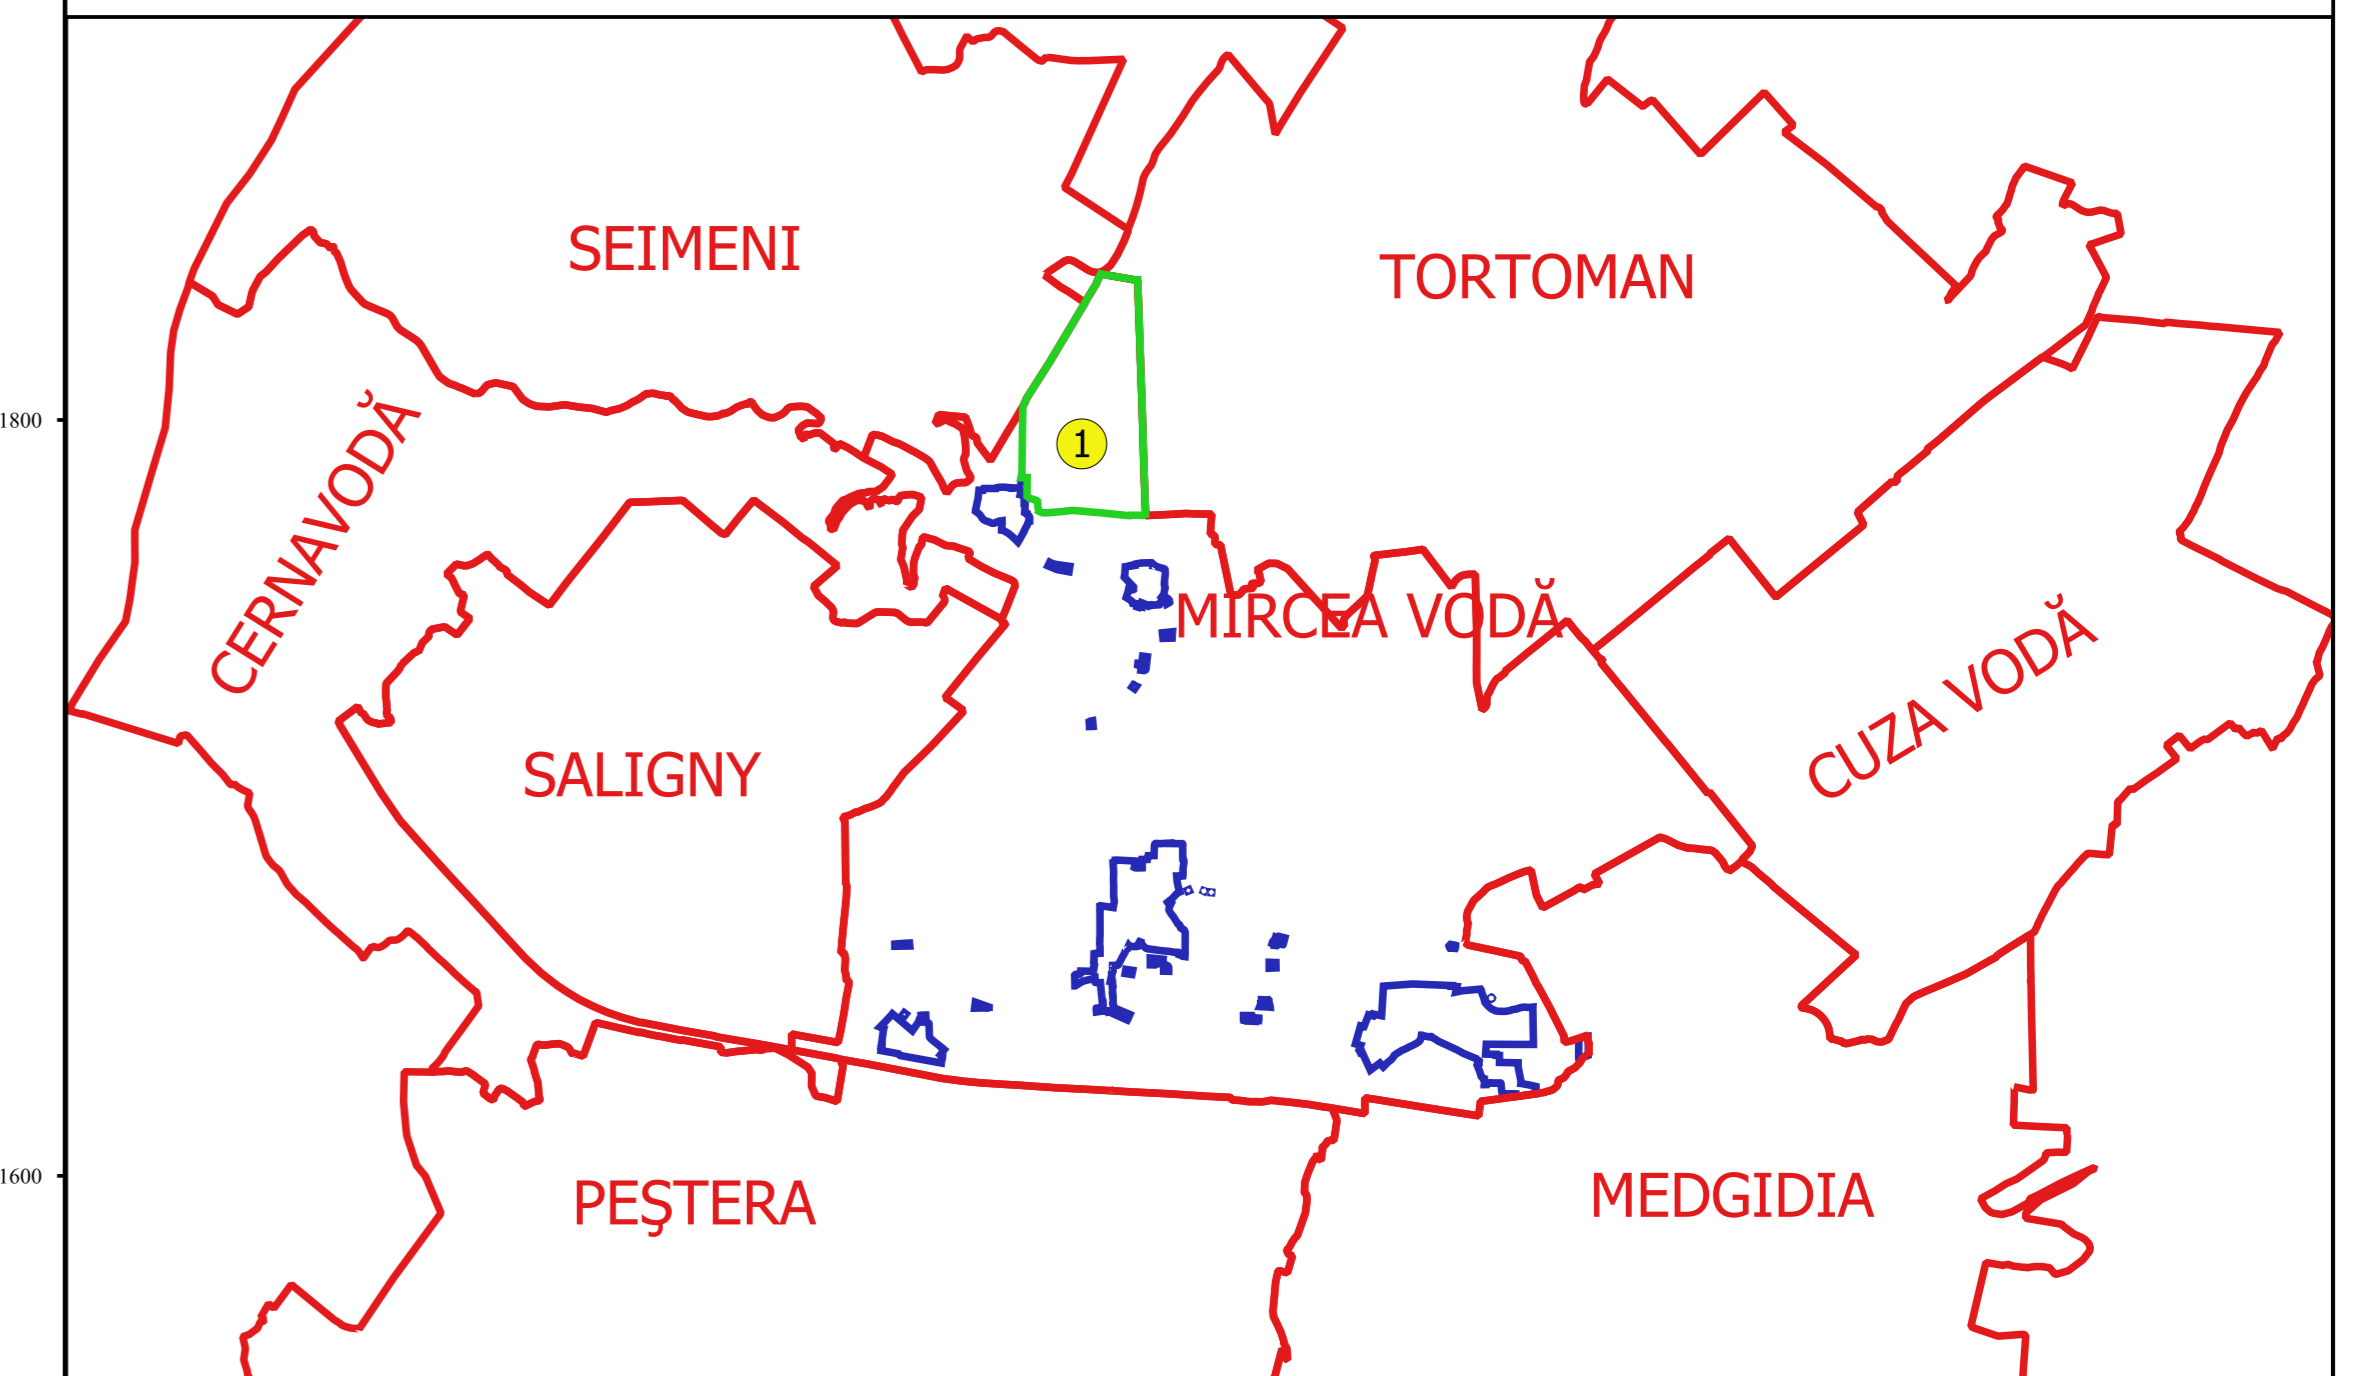 SEIMENI
TORTOMAN
1800
1
CERNAVODĂ
MIRCEA VODĂ
CUZA VODĂ
SALIGNY
1600
PEŞTERA
MEDGIDIA